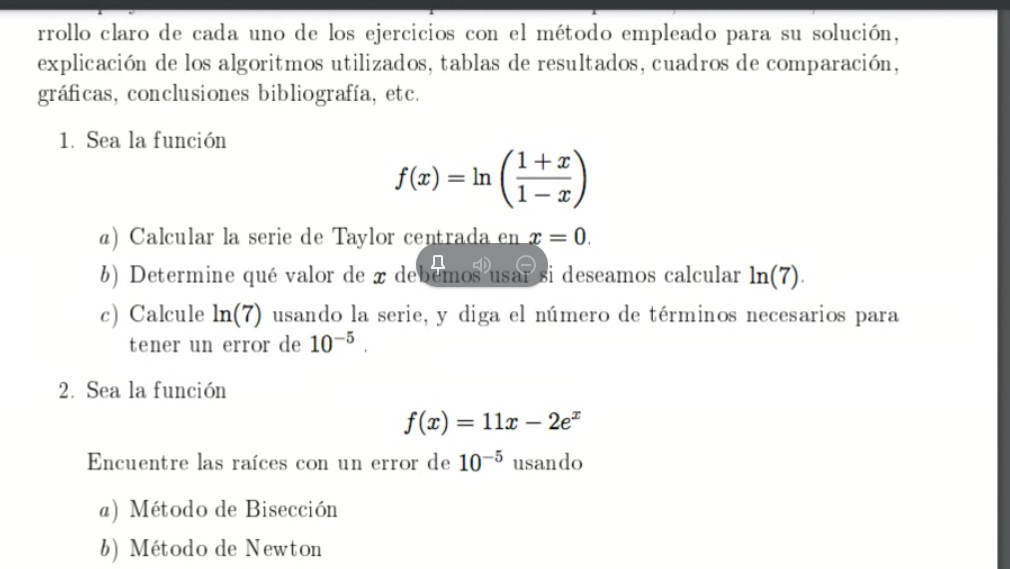 rrollo claro de cada uno de los ejercicios con el método empleado para su solución,
explicación de los algoritmos utilizados, tablas de resultados, cuadros de comparación,
gráficas, conclusiones bibliografía, etc.
1. Sea la función
f(x) = ln((1 + x)/(1 − x))
a) Calcular la serie de Taylor centrada en x = 0.
b) Determine qué valor de x debemos usar si deseamos calcular ln(7).
c) Calcule ln(7) usando la serie, y diga el número de términos necesarios para
tener un error de 10⁻⁵ .
2. Sea la función
f(x) = 11x − 2eˣ
Encuentre las raíces con un error de 10⁻⁵ usando
a) Método de Bisección
b) Método de Newton